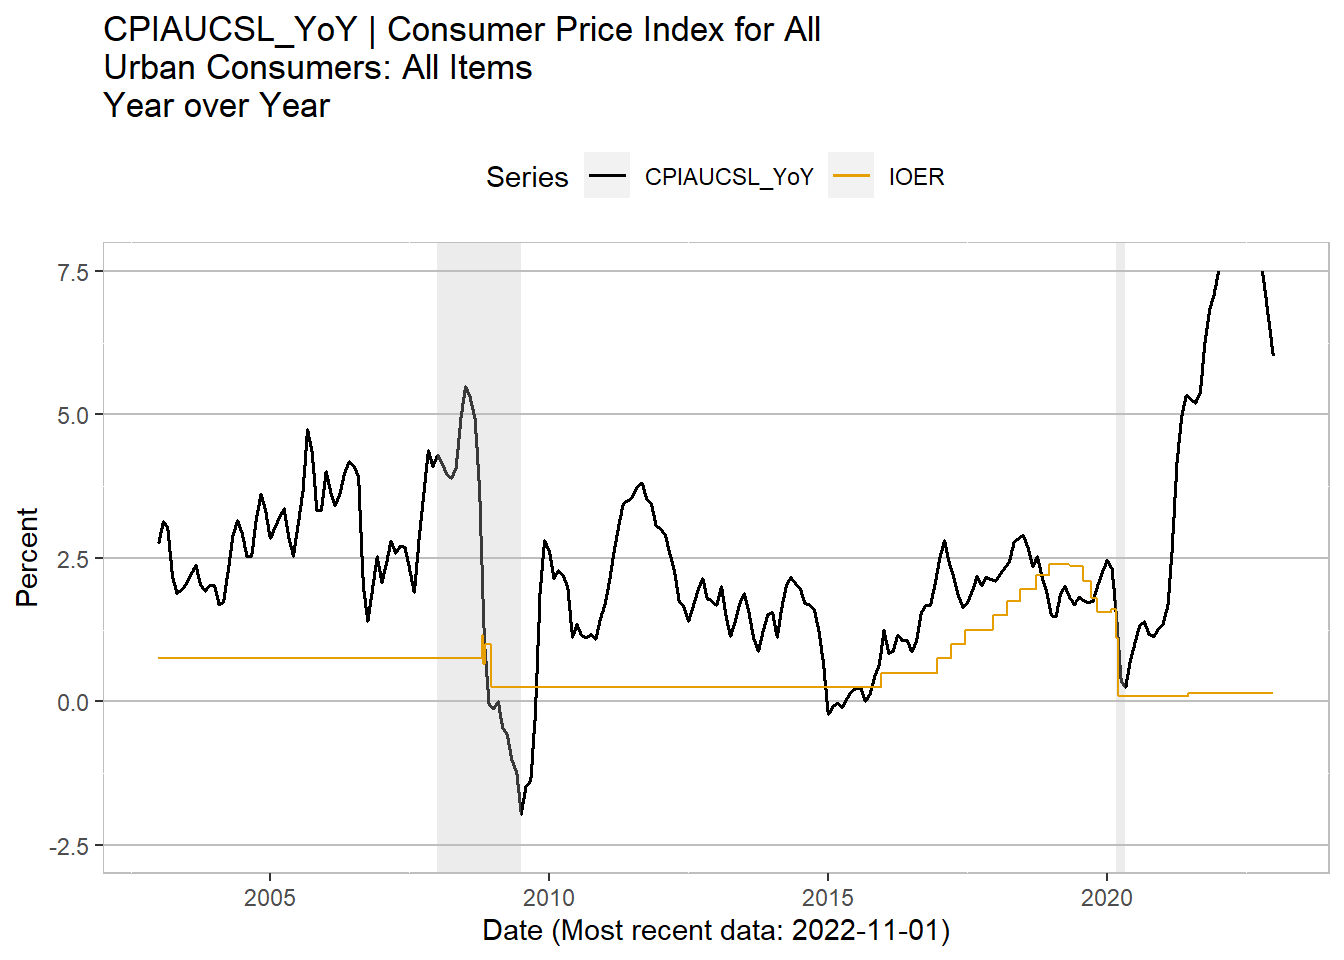 CPIAUCSL_YoY | Consumer Price Index for All
Urban Consumers: All Items
Year over Year
Series CPIAUCSL_YoY IOER
7.5
5.0
2.5
0.0
-2.5
Percent
2005 2010 2015 2020
Date (Most recent data: 2022-11-01)